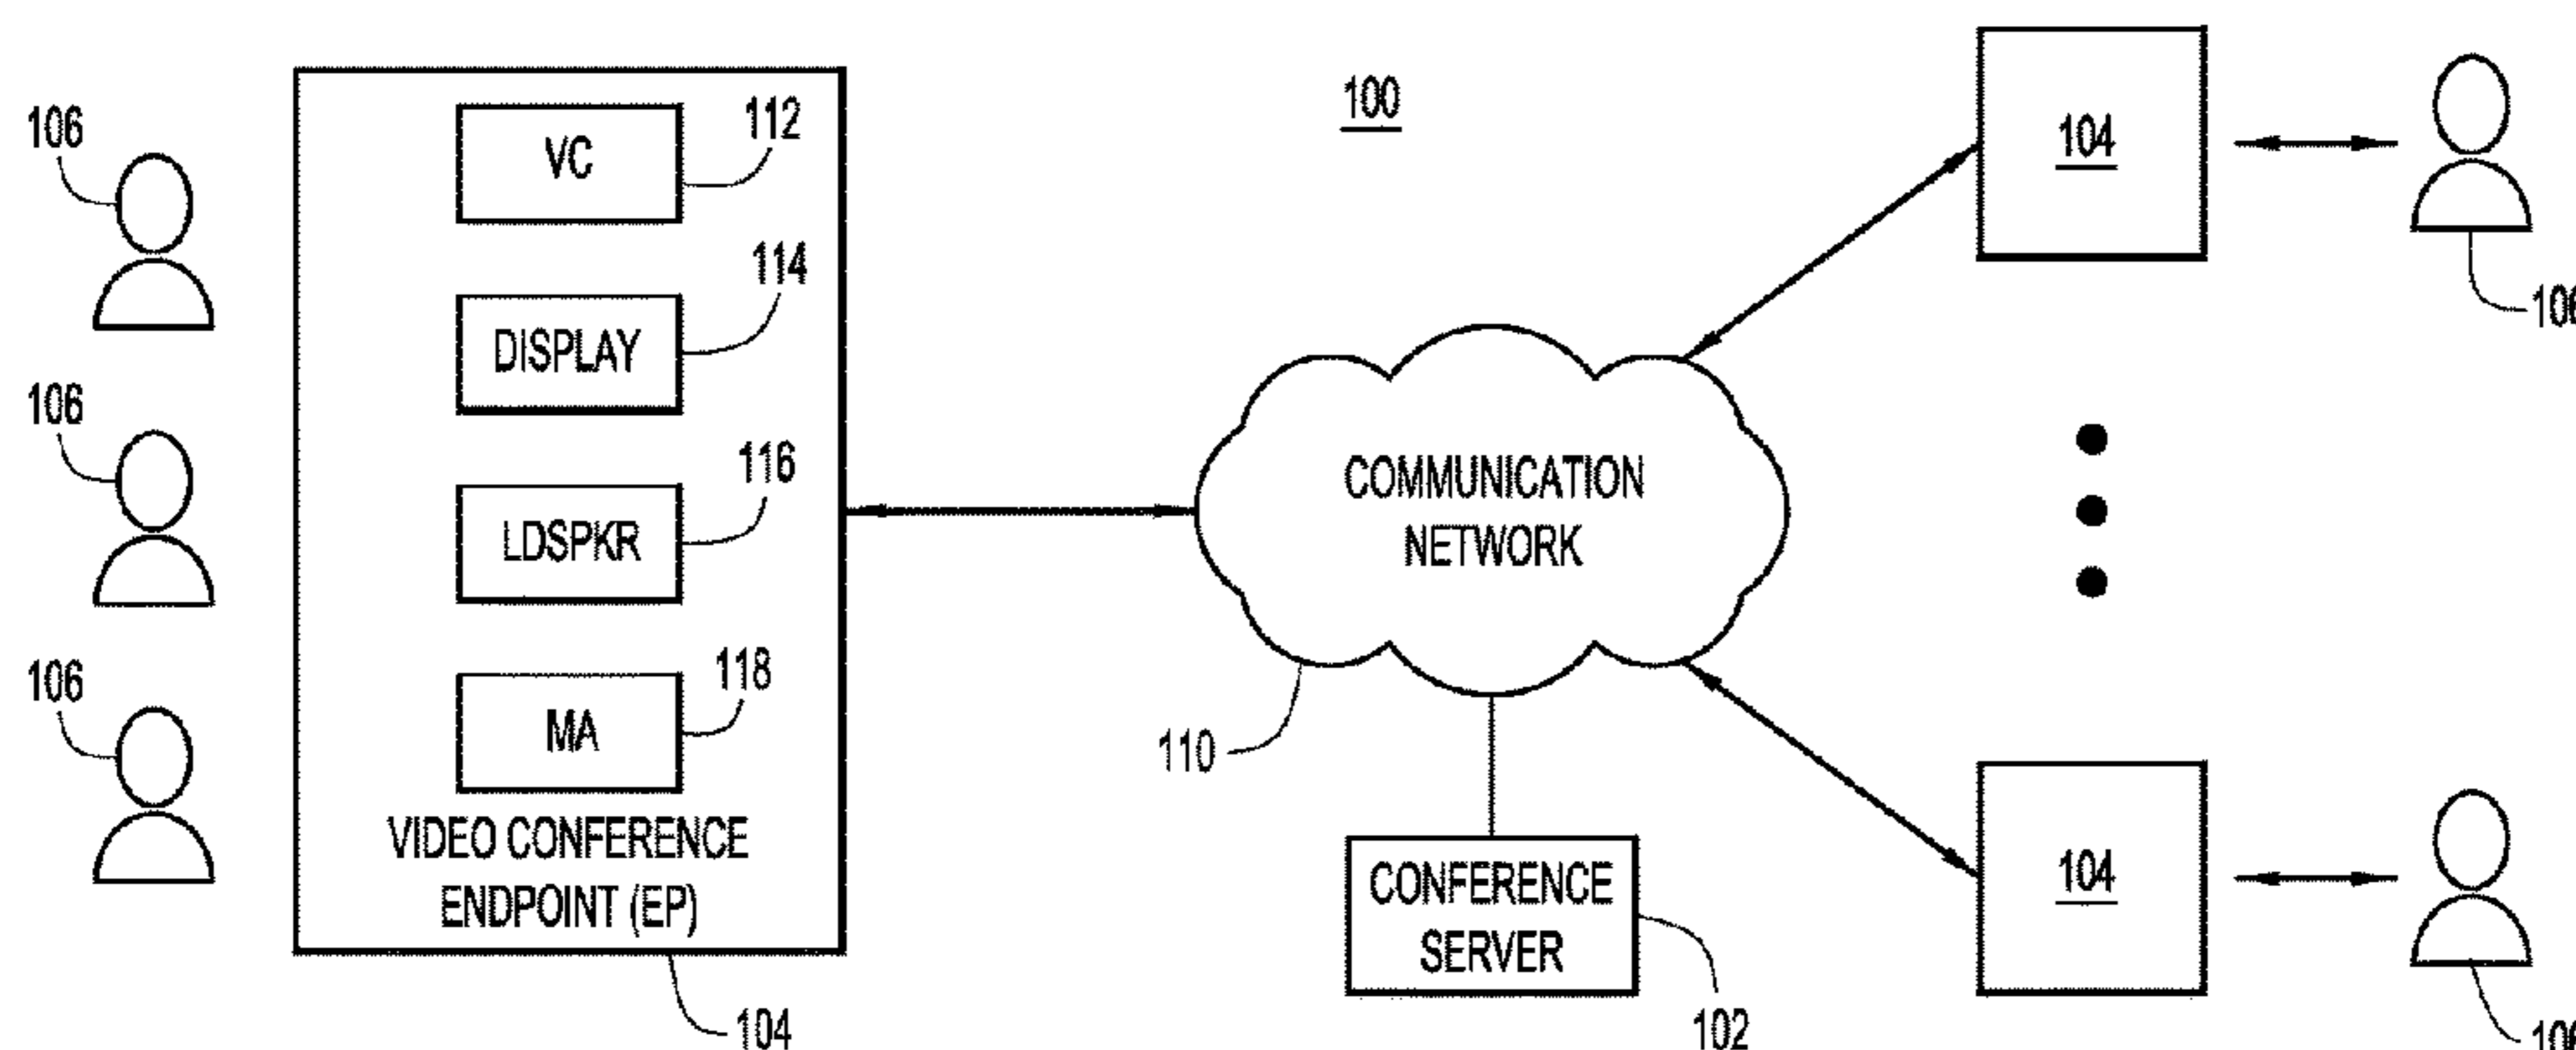 106
106
106
VC
112
DISPLAY
114
LDSPKR
116
MA
118
VIDEO CONFERENCE
ENDPOINT (EP)
104
100
COMMUNICATION
NETWORK
110
CONFERENCE
SERVER
102
104
106
104
106